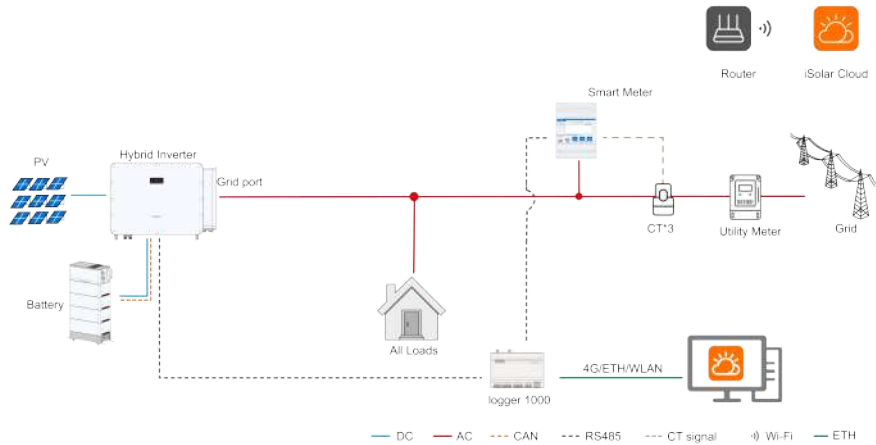 Router
iSolar Cloud
Smart Meter
PV
Hybrid Inverter
Grid port
CT*3
Utility Meter
Grid
Battery
All Loads
4G/ETH/WLAN
logger 1000
DC
AC
CAN
RS485
CT signal
Wi-Fi
ETH